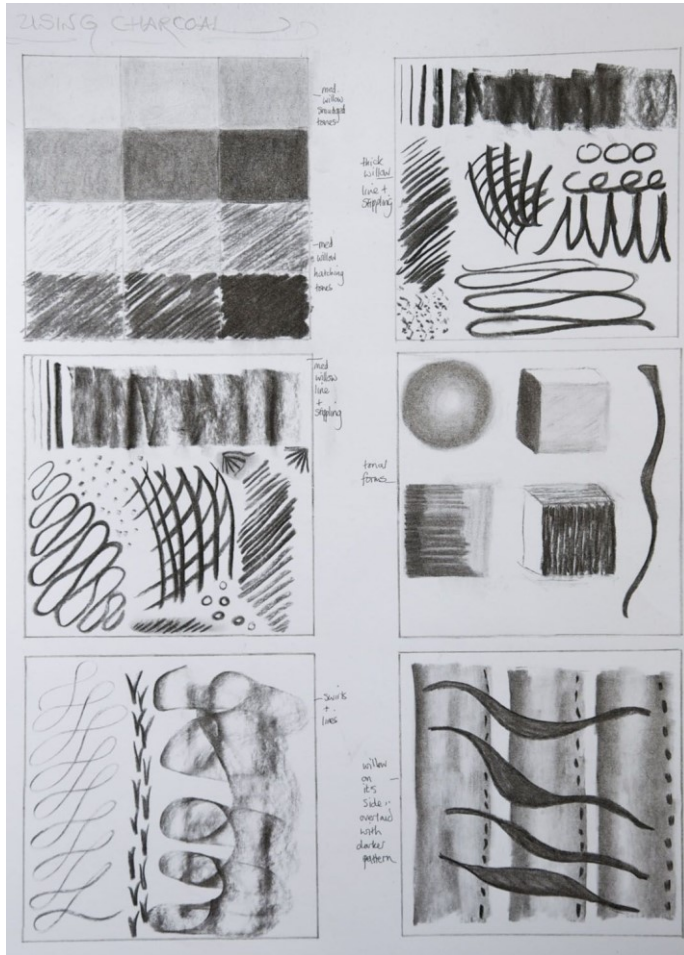 USING CHARCOAL
med.
willow
smudged
tones
med
willow
hatching
tones
thick
willow
line +
stippling
med
willow
line
+
stippling
tonal
forms
swirls
+
lines
willow
on
its
side -
overlaid
with
darker
pattern